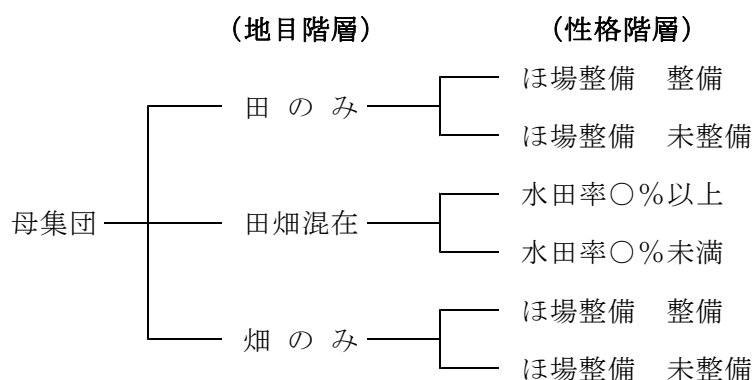 （地目階層） （性格階層）
ほ場整備　整備
田 の み
ほ場整備　未整備
水田率○％以上
母集団 田畑混在
水田率○％未満
ほ場整備　整備
畑 の み
ほ場整備　未整備